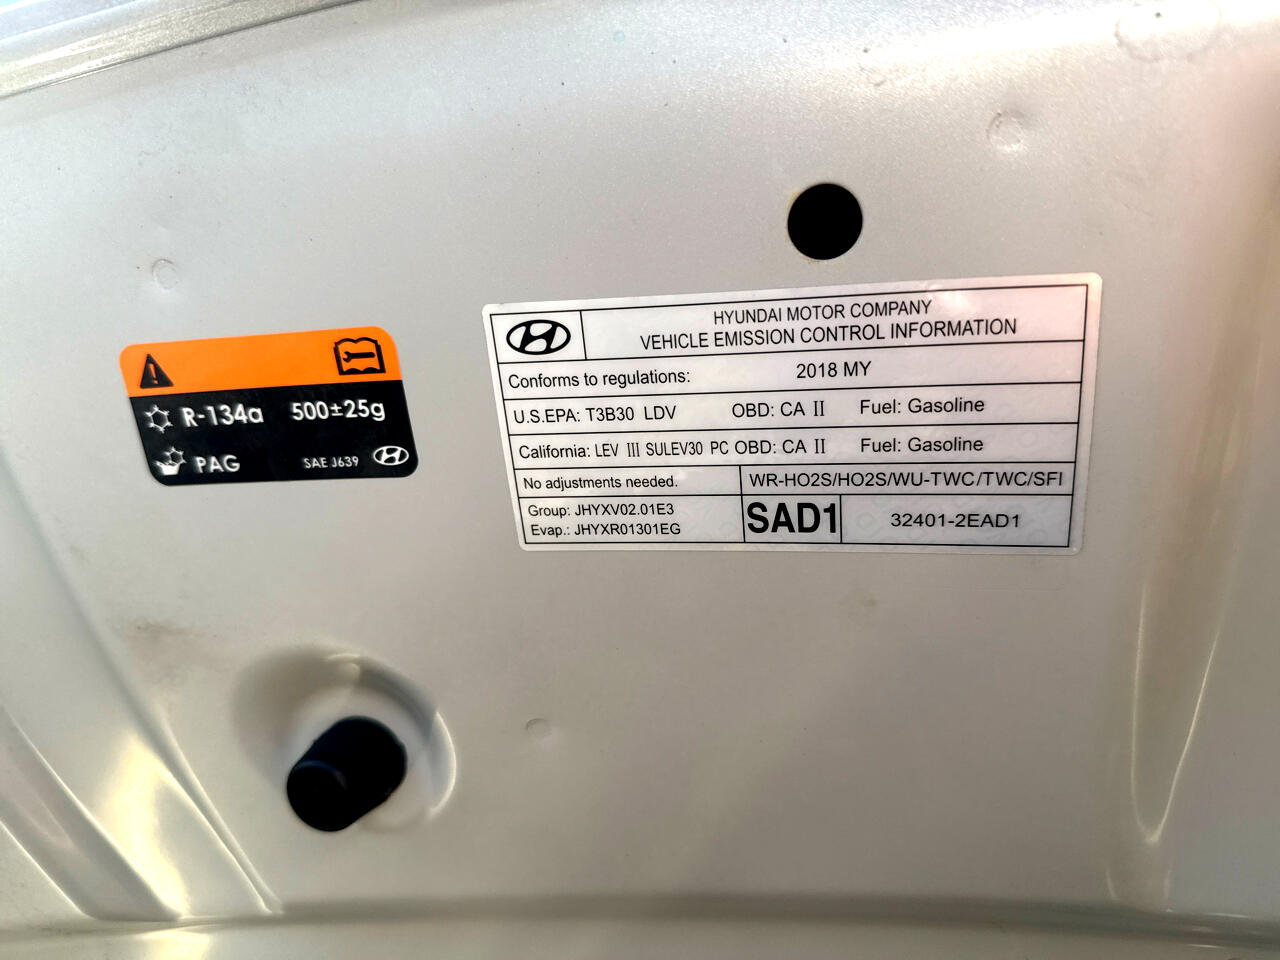 R-134a 500±25g
PAG SAE J639
HYUNDAI MOTOR COMPANY
VEHICLE EMISSION CONTROL INFORMATION
Conforms to regulations: 2018 MY
U.S.EPA: T3B30 LDV OBD: CA II Fuel: Gasoline
California: LEV III SULEV30 PC OBD: CA II Fuel: Gasoline
No adjustments needed. WR-HO2S/HO2S/WU-TWC/TWC/SFI
Group: JHYXV02.01E3
Evap.: JHYXR01301EG
SAD1
32401-2EAD1